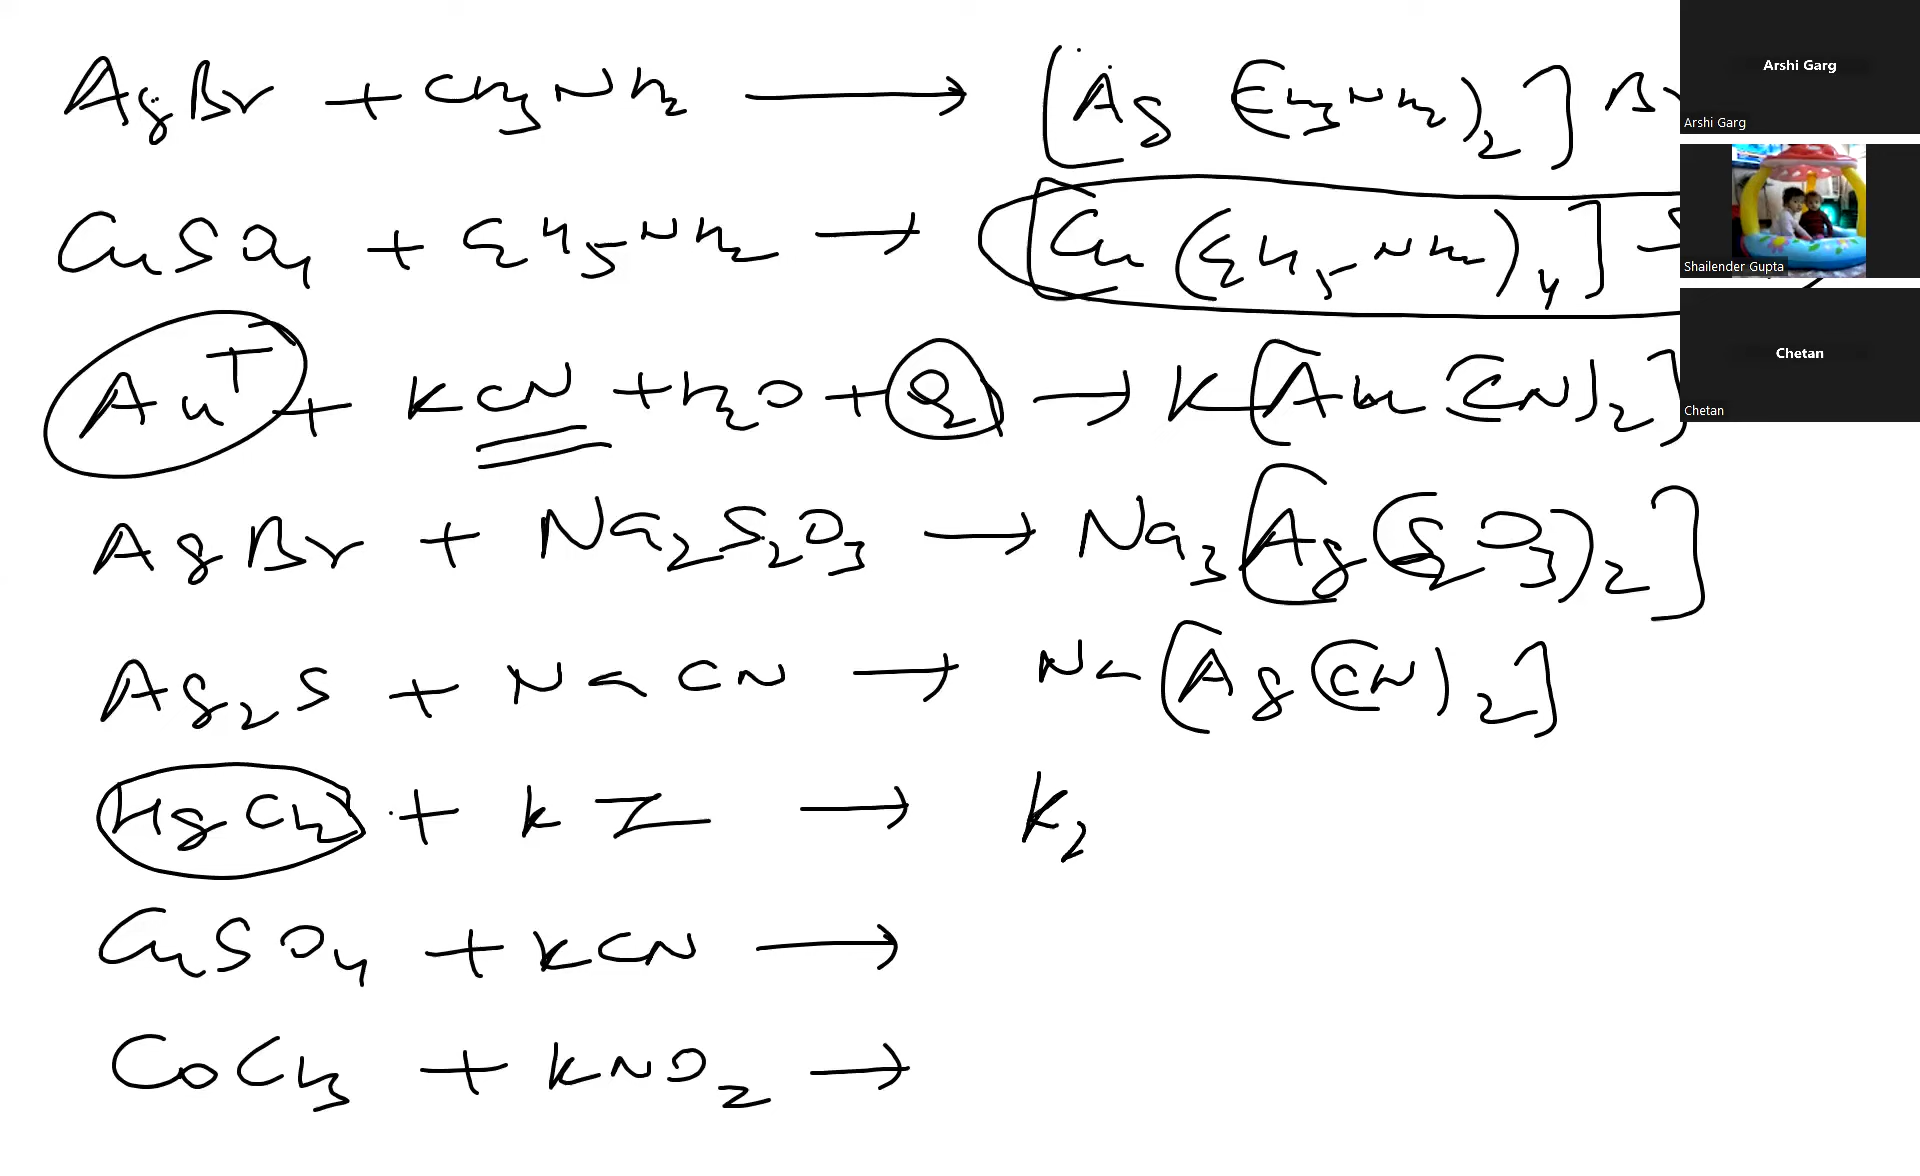 AgBr + CH3NH2 → [Ag(CH3NH2)2] Br
CuSO4 + C2H5NH2 → [Cu(C2H5NH2)4] S
Au + KCN + H2O + O2 → K[Au(CN)2]
AgBr + Na2S2O3 → Na3[Ag(S2O3)2]
Ag2S + NaCN → Na[Ag(CN)2]
HgCl2 + KI → K2
CuSO4 + KCN →
CoCl3 + KNO2 →
Arshi Garg
Arshi Garg
Shailender Gupta
Chetan
Chetan